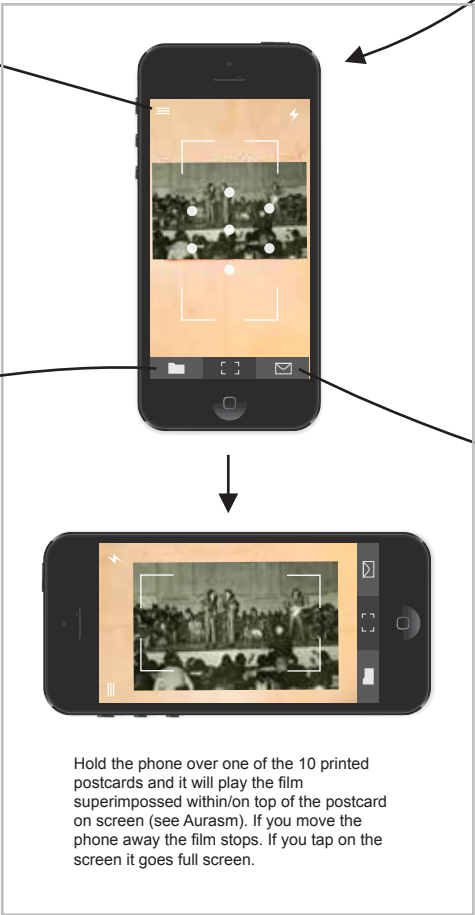 Hold the phone over one of the 10 printed
postcards and it will play the film
superimpossed within/on top of the postcard
on screen (see Aurasm). If you move the
phone away the film stops. If you tap on the
screen it goes full screen.